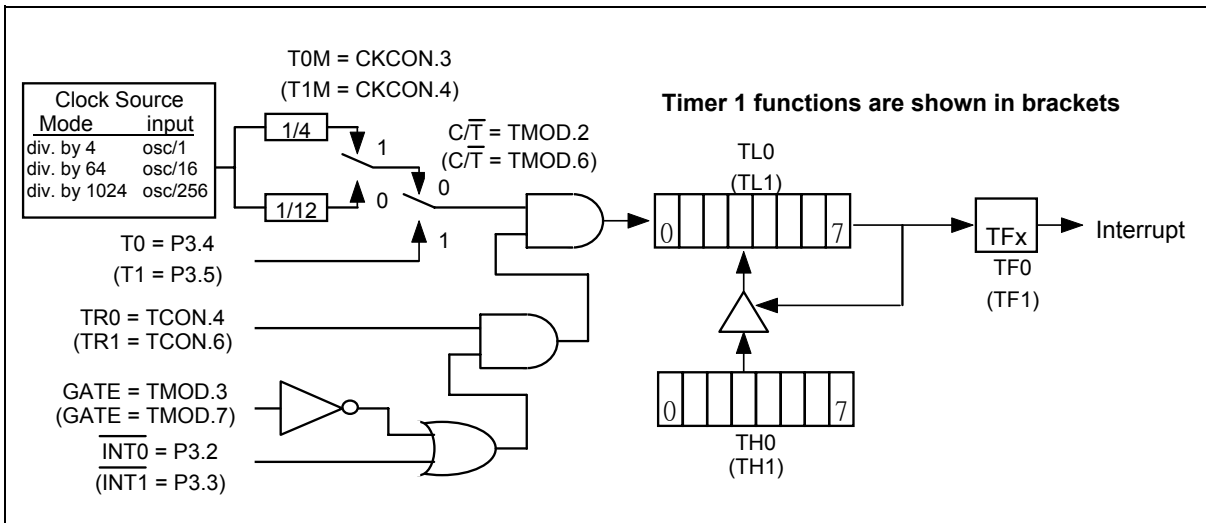 T0M = CKCON.3
(T1M = CKCON.4)
Clock Source
Mode input
div. by 4 osc/1
div. by 64 osc/16
div. by 1024 osc/256
1/4
1/12
1
0
C/T̅ = TMOD.2
(C/T̅ = TMOD.6)
0
1
Timer 1 functions are shown in brackets
TL0
(TL1)
0 7
TFx
Interrupt
TF0
(TF1)
T0 = P3.4
(T1 = P3.5)
TR0 = TCON.4
(TR1 = TCON.6)
GATE = TMOD.3
(GATE = TMOD.7)
I̅N̅T̅0̅ = P3.2
(I̅N̅T̅1̅ = P3.3)
0 7
TH0
(TH1)